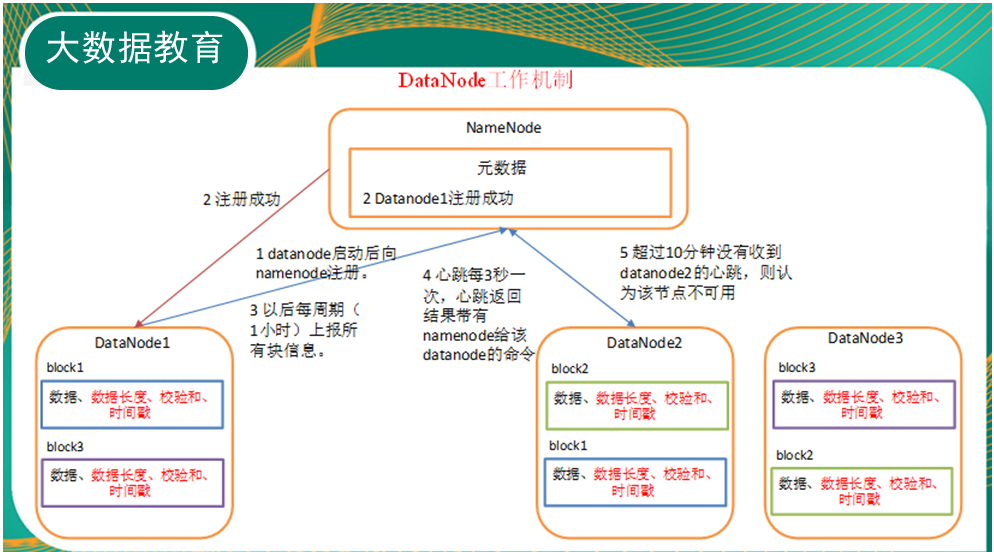 大数据教育
DataNode工作机制
NameNode
元数据
2 Datanode1注册成功
2 注册成功
1 datanode启动后向
namenode注册。
3 以后每周期（
1小时）上报所
有块信息。
4 心跳每3秒一
次，心跳返回
结果带有
namenode给该
datanode的命令
5 超过10分钟没有收到
datanode2的心跳，则认
为该节点不可用
DataNode1
block1
数据、数据长度、校验和、
时间戳
block3
数据、数据长度、校验和、
时间戳
DataNode2
block2
数据、数据长度、校验和、
时间戳
block1
数据、数据长度、校验和、
时间戳
DataNode3
block3
数据、数据长度、校验和、
时间戳
block2
数据、数据长度、校验和、
时间戳